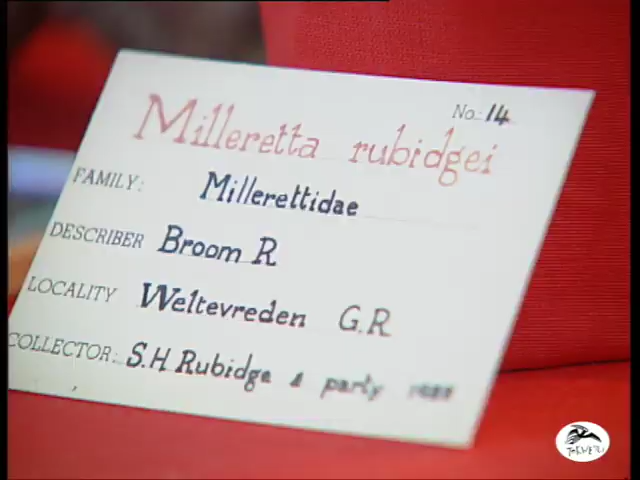 No: 14
Milleretta rubidgei
FAMILY: Millerettidae
DESCRIBER Broom R
LOCALITY Weltevreden G.R
COLLECTOR: S.H Rubidge & party